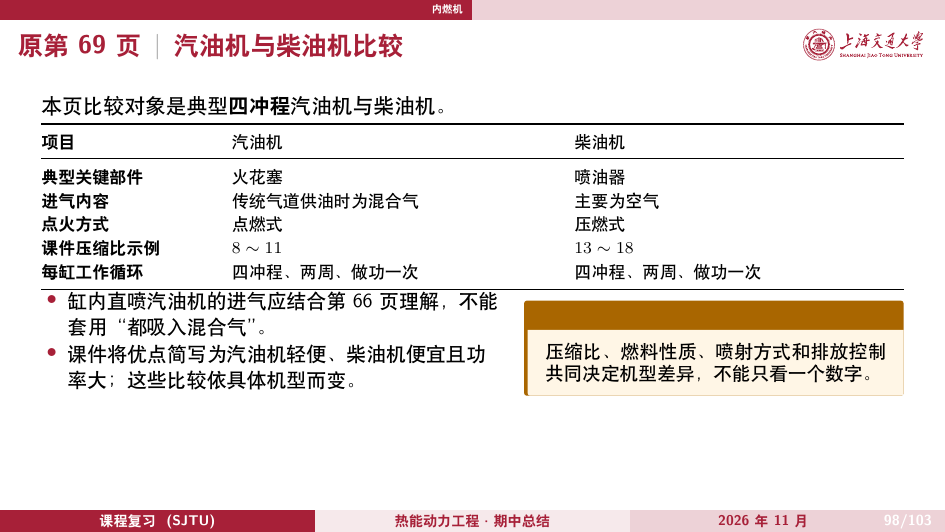 内燃机
原第 69 页 | 汽油机与柴油机比较
上海交通大学
SHANGHAI JIAO TONG UNIVERSITY
本页比较对象是典型四冲程汽油机与柴油机。
项目 汽油机 柴油机
典型关键部件 火花塞 喷油器
进气内容 传统气道供油时为混合气 主要为空气
点火方式 点燃式 压燃式
课件压缩比示例 8 ∼ 11 13 ∼ 18
每缸工作循环 四冲程、两周、做功一次 四冲程、两周、做功一次
• 缸内直喷汽油机的进气应结合第 66 页理解，不能
套用“都吸入混合气”。
• 课件将优点简写为汽油机轻便、柴油机便宜且功
率大；这些比较依具体机型而变。
压缩比、燃料性质、喷射方式和排放控制
共同决定机型差异，不能只看一个数字。
课程复习 (SJTU) 热能动力工程 · 期中总结 2026 年 11 月 98/103